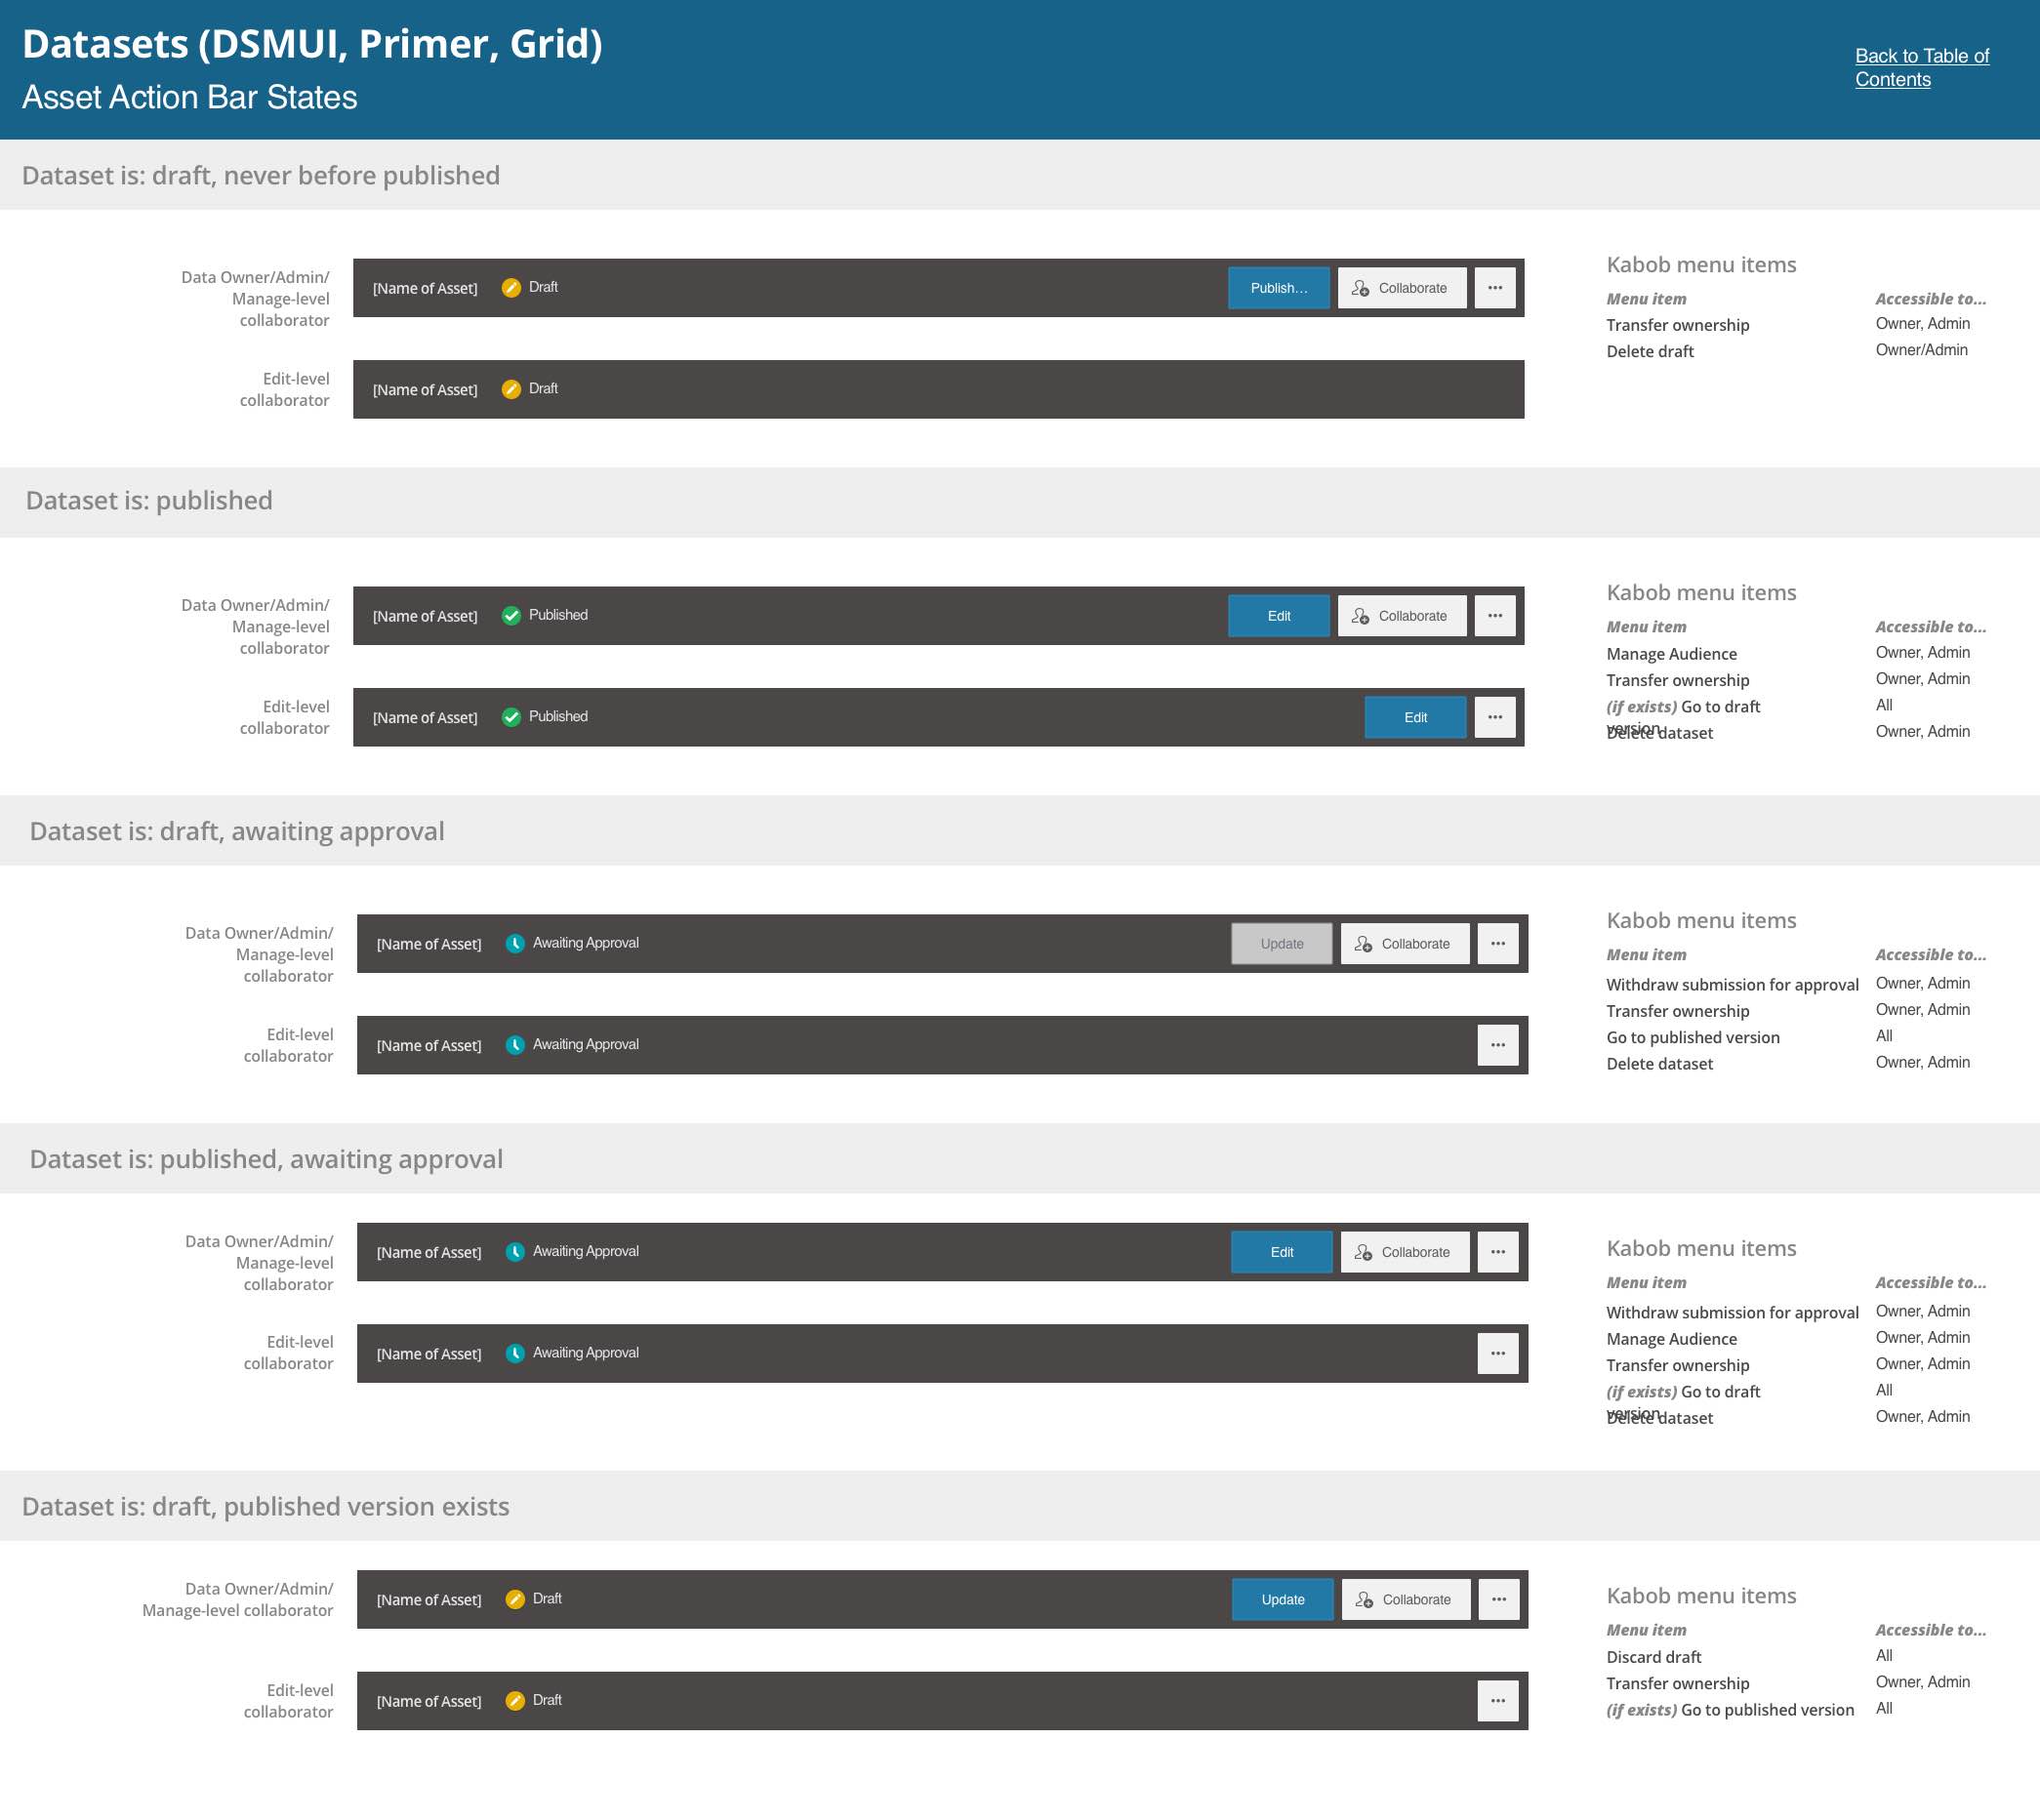 Datasets (DSMUI, Primer, Grid)
Asset Action Bar States
Back to Table of
Contents
Dataset is: draft, never before published
Data Owner/Admin/
Manage-level
collaborator
[Name of Asset] Draft Publish... Collaborate
Edit-level
collaborator
[Name of Asset] Draft
Kabob menu items
Menu item Accessible to...
Transfer ownership Owner, Admin
Delete draft Owner/Admin
Dataset is: published
Data Owner/Admin/
Manage-level
collaborator
[Name of Asset] Published Edit Collaborate
Edit-level
collaborator
[Name of Asset] Published Edit
Kabob menu items
Menu item Accessible to...
Manage Audience Owner, Admin
Transfer ownership Owner, Admin
(if exists) Go to draft All
version
Delete dataset Owner, Admin
Dataset is: draft, awaiting approval
Data Owner/Admin/
Manage-level
collaborator
[Name of Asset] Awaiting Approval Update Collaborate
Edit-level
collaborator
[Name of Asset] Awaiting Approval
Kabob menu items
Menu item Accessible to...
Withdraw submission for approval Owner, Admin
Transfer ownership Owner, Admin
Go to published version All
Delete dataset Owner, Admin
Dataset is: published, awaiting approval
Data Owner/Admin/
Manage-level
collaborator
[Name of Asset] Awaiting Approval Edit Collaborate
Edit-level
collaborator
[Name of Asset] Awaiting Approval
Kabob menu items
Menu item Accessible to...
Withdraw submission for approval Owner, Admin
Manage Audience Owner, Admin
Transfer ownership Owner, Admin
(if exists) Go to draft All
version
Delete dataset Owner, Admin
Dataset is: draft, published version exists
Data Owner/Admin/
Manage-level collaborator
[Name of Asset] Draft Update Collaborate
Edit-level
collaborator
[Name of Asset] Draft
Kabob menu items
Menu item Accessible to...
Discard draft All
Transfer ownership Owner, Admin
(if exists) Go to published version All